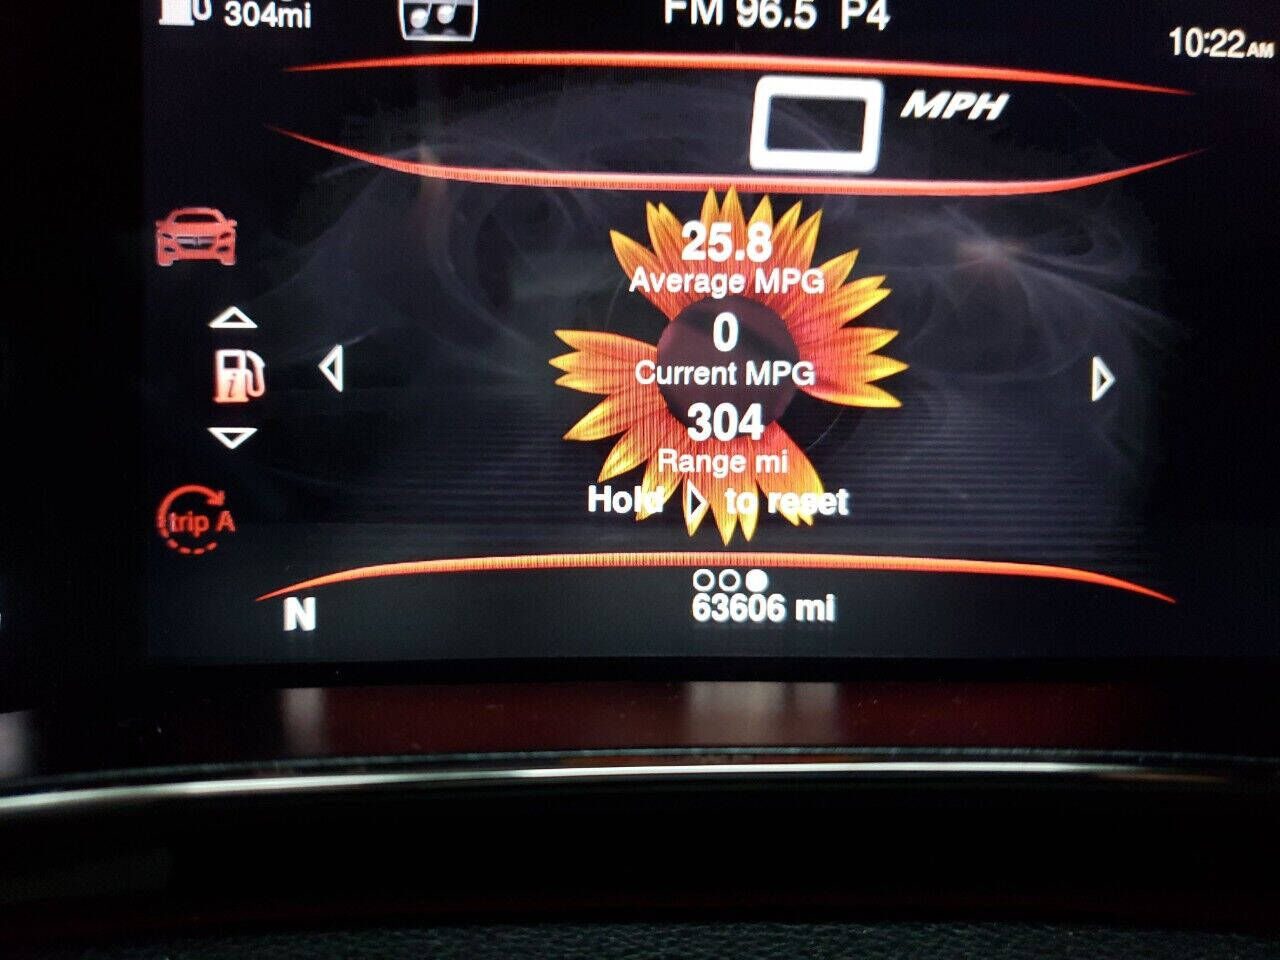 304mi
FM 96.5 P4
10:22AM
0 MPH
25.8
Average MPG
0
Current MPG
304
Range mi
Hold ▷ to reset
trip A
63606 mi
N